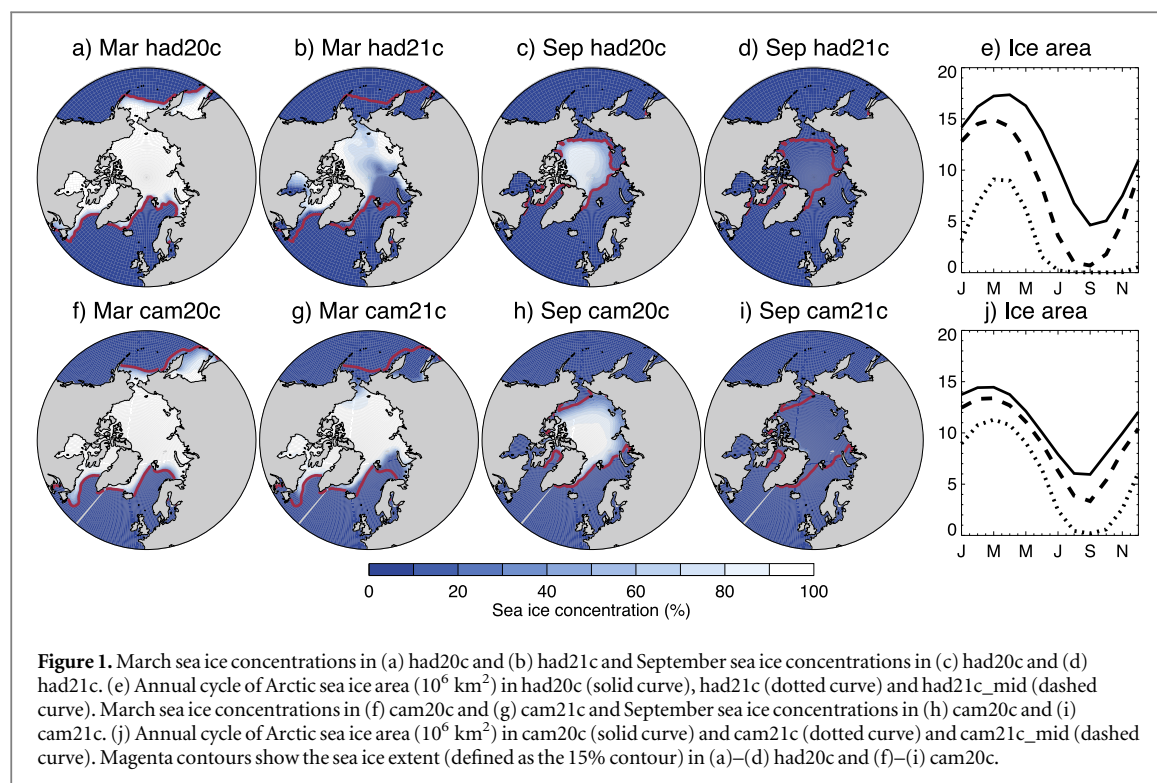 a) Mar had20c b) Mar had21c c) Sep had20c d) Sep had21c e) Ice area
20
15
10
5
0
J M M J S N
f) Mar cam20c g) Mar cam21c h) Sep cam20c i) Sep cam21c j) Ice area
20
15
10
5
0
J M M J S N
0 20 40 60 80 100
Sea ice concentration (%)
Figure 1. March sea ice concentrations in (a) had20c and (b) had21c and September sea ice concentrations in (c) had20c and (d)
had21c. (e) Annual cycle of Arctic sea ice area (10⁶ km²) in had20c (solid curve), had21c (dotted curve) and had21c_mid (dashed
curve). March sea ice concentrations in (f) cam20c and (g) cam21c and September sea ice concentrations in (h) cam20c and (i)
cam21c. (j) Annual cycle of Arctic sea ice area (10⁶ km²) in cam20c (solid curve) and cam21c (dotted curve) and cam21c_mid (dashed
curve). Magenta contours show the sea ice extent (defined as the 15% contour) in (a)–(d) had20c and (f)–(i) cam20c.